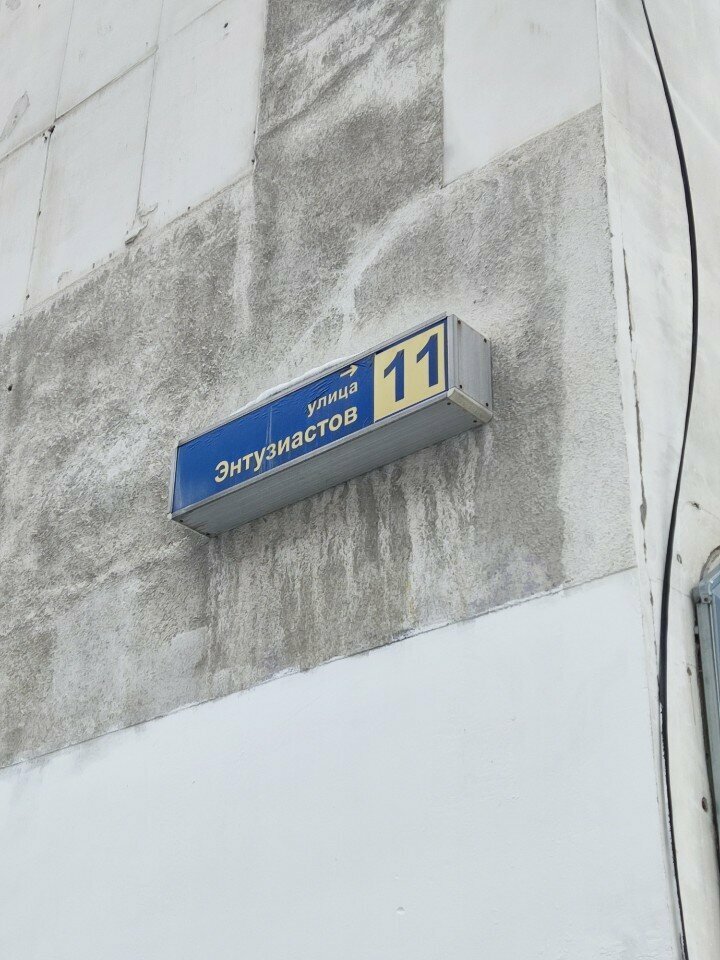 →
улица
Энтузиастов
11